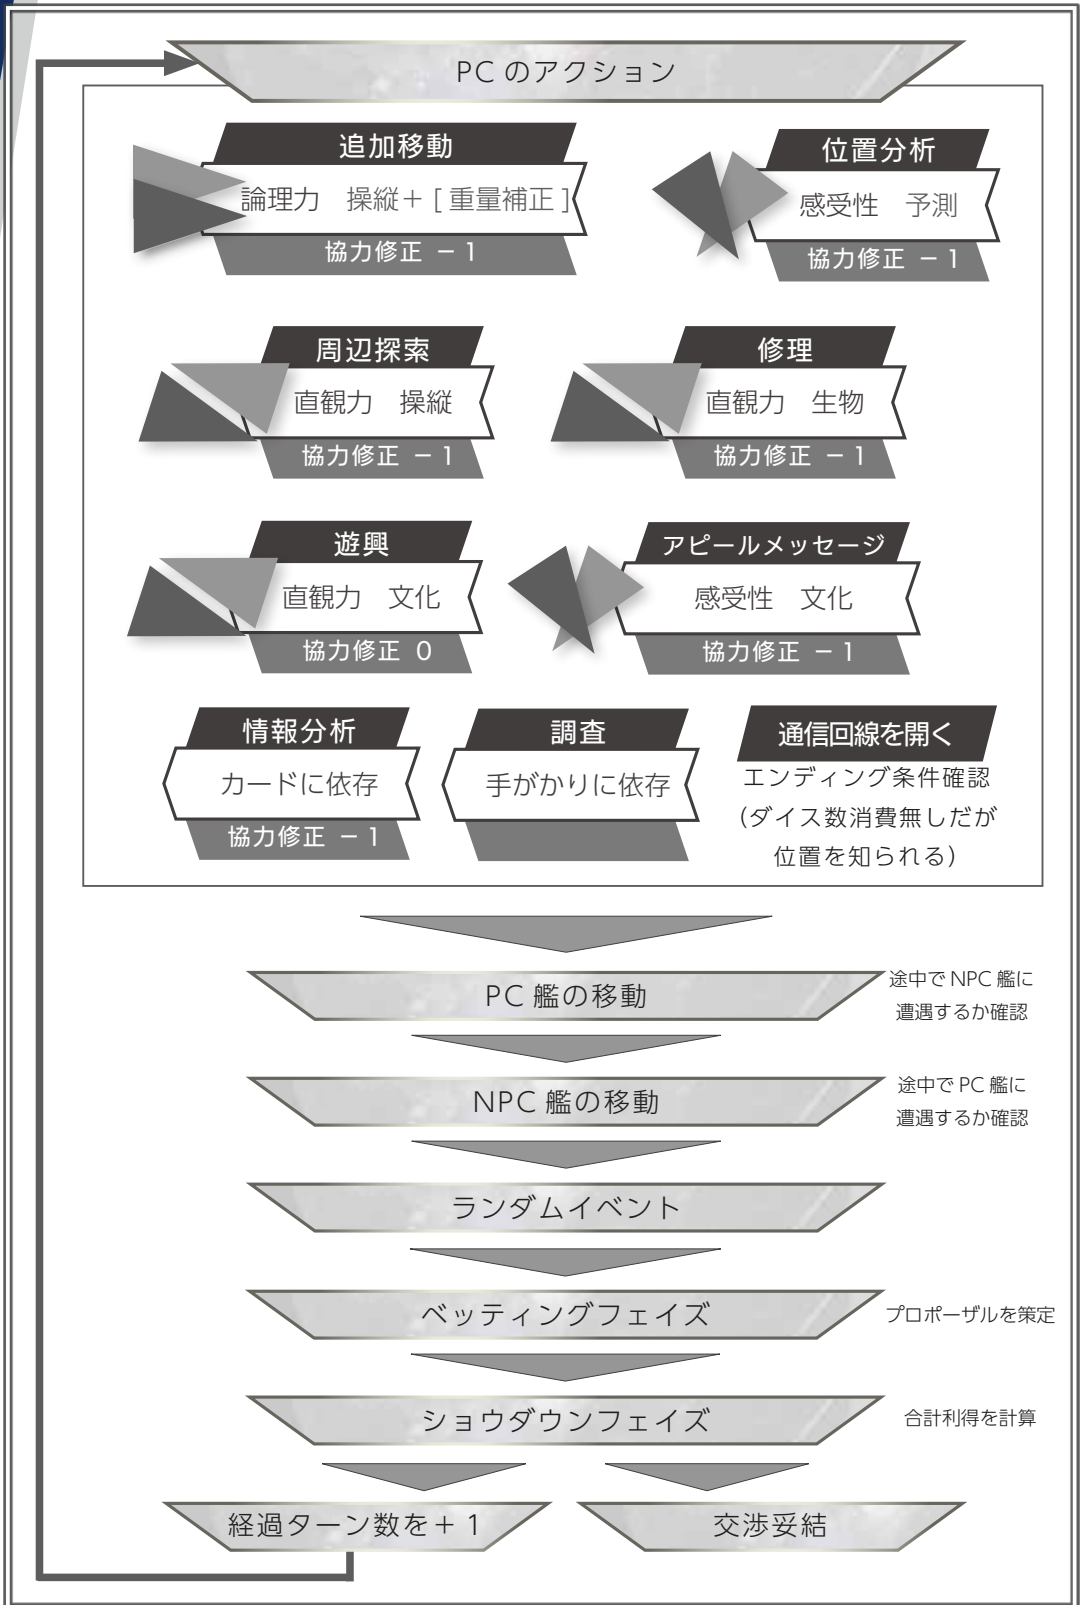 PC のアクション
追加移動
論理力 操縦＋ [ 重量補正 ]
協力修正 －1
位置分析
感受性 予測
協力修正 －1
周辺探索
直観力 操縦
協力修正 －1
修理
直観力 生物
協力修正 －1
遊興
直観力 文化
協力修正 0
アピールメッセージ
感受性 文化
協力修正 －1
情報分析
カードに依存
協力修正 －1
調査
手がかりに依存
通信回線を開く
エンディング条件確認
（ダイス数消費無しだが
位置を知られる）
PC 艦の移動
途中で NPC 艦に
遭遇するか確認
NPC 艦の移動
途中で PC 艦に
遭遇するか確認
ランダムイベント
ベッティングフェイズ
プロポーザルを策定
ショウダウンフェイズ
合計利得を計算
経過ターン数を＋ 1
交渉妥結